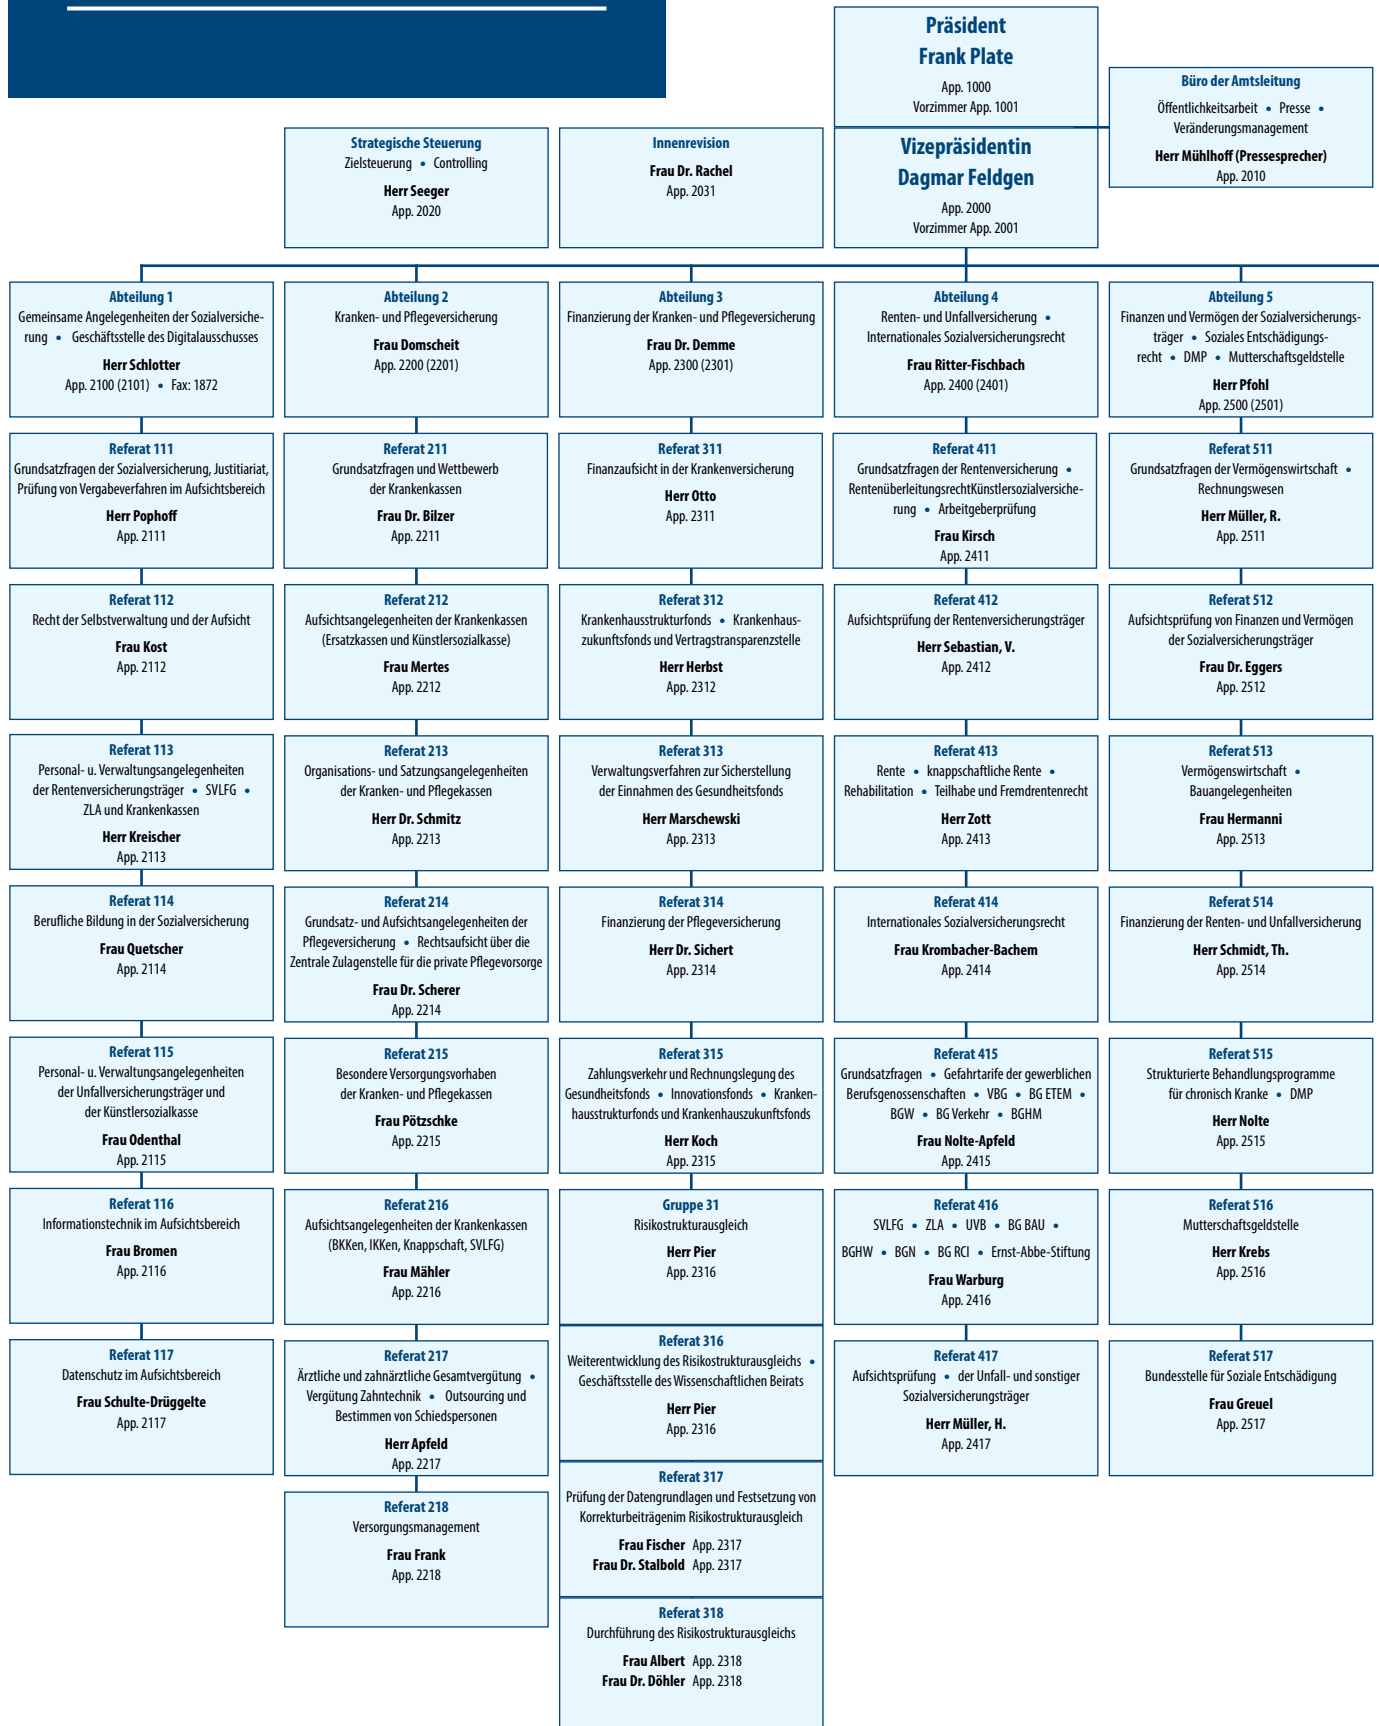 Präsident
Frank Plate
App. 1000
Vorzimmer App. 1001
Büro der Amtsleitung
Öffentlichkeitsarbeit • Presse •
Veränderungsmanagement
Herr Mühlhoff (Pressesprecher)
App. 2010
Strategische Steuerung
Zielsteuerung • Controlling
Herr Seeger
App. 2020
Innenrevision
Frau Dr. Rachel
App. 2031
Vizepräsidentin
Dagmar Feldgen
App. 2000
Vorzimmer App. 2001
Abteilung 1
Gemeinsame Angelegenheiten der Sozialversiche-
rung • Geschäftsstelle des Digitalausschusses
Herr Schlotter
App. 2100 (2101) • Fax: 1872
Abteilung 2
Kranken- und Pflegeversicherung
Frau Domscheit
App. 2200 (2201)
Abteilung 3
Finanzierung der Kranken- und Pflegeversicherung
Frau Dr. Demme
App. 2300 (2301)
Abteilung 4
Renten- und Unfallversicherung •
Internationales Sozialversicherungsrecht
Frau Ritter-Fischbach
App. 2400 (2401)
Abteilung 5
Finanzen und Vermögen der Sozialversicherungs-
träger • Soziales Entschädigungs-
recht • DMP • Mutterschaftsgeldstelle
Herr Pfohl
App. 2500 (2501)
Referat 111
Grundsatzfragen der Sozialversicherung, Justitiariat,
Prüfung von Vergabeverfahren im Aufsichtsbereich
Herr Pophoff
App. 2111
Referat 211
Grundsatzfragen und Wettbewerb
der Krankenkassen
Frau Dr. Bilzer
App. 2211
Referat 311
Finanzaufsicht in der Krankenversicherung
Herr Otto
App. 2311
Referat 411
Grundsatzfragen der Rentenversicherung •
RentenüberleitungsrechtKünstlersozialversiche-
rung • Arbeitgeberprüfung
Frau Kirsch
App. 2411
Referat 511
Grundsatzfragen der Vermögenswirtschaft •
Rechnungswesen
Herr Müller, R.
App. 2511
Referat 112
Recht der Selbstverwaltung und der Aufsicht
Frau Kost
App. 2112
Referat 212
Aufsichtsangelegenheiten der Krankenkassen
(Ersatzkassen und Künstlersozialkasse)
Frau Mertes
App. 2212
Referat 312
Krankenhausstrukturfonds • Krankenhaus-
zukunftsfonds und Vertragstransparenzstelle
Herr Herbst
App. 2312
Referat 412
Aufsichtsprüfung der Rentenversicherungsträger
Herr Sebastian, V.
App. 2412
Referat 512
Aufsichtsprüfung von Finanzen und Vermögen
der Sozialversicherungsträger
Frau Dr. Eggers
App. 2512
Referat 113
Personal- u. Verwaltungsangelegenheiten
der Rentenversicherungsträger • SVLFG •
ZLA und Krankenkassen
Herr Kreischer
App. 2113
Referat 213
Organisations- und Satzungsangelegenheiten
der Kranken- und Pflegekassen
Herr Dr. Schmitz
App. 2213
Referat 313
Verwaltungsverfahren zur Sicherstellung
der Einnahmen des Gesundheitsfonds
Herr Marschewski
App. 2313
Referat 413
Rente • knappschaftliche Rente •
Rehabilitation • Teilhabe und Fremdrentenrecht
Herr Zott
App. 2413
Referat 513
Vermögenswirtschaft •
Bauangelegenheiten
Frau Hermanni
App. 2513
Referat 114
Berufliche Bildung in der Sozialversicherung
Frau Quetscher
App. 2114
Referat 214
Grundsatz- und Aufsichtsangelegenheiten der
Pflegeversicherung • Rechtsaufsicht über die
Zentrale Zulagenstelle für die private Pflegevorsorge
Frau Dr. Scherer
App. 2214
Referat 314
Finanzierung der Pflegeversicherung
Herr Dr. Sichert
App. 2314
Referat 414
Internationales Sozialversicherungsrecht
Frau Krombacher-Bachem
App. 2414
Referat 514
Finanzierung der Renten- und Unfallversicherung
Herr Schmidt, Th.
App. 2514
Referat 115
Personal- u. Verwaltungsangelegenheiten
der Unfallversicherungsträger und
der Künstlersozialkasse
Frau Odenthal
App. 2115
Referat 215
Besondere Versorgungsvorhaben
der Kranken- und Pflegekassen
Frau Pötzschke
App. 2215
Referat 315
Zahlungsverkehr und Rechnungslegung des
Gesundheitsfonds • Innovationsfonds • Kranken-
hausstrukturfonds und Krankenhauszukunftsfonds
Herr Koch
App. 2315
Referat 415
Grundsatzfragen • Gefahrtarife der gewerblichen
Berufsgenossenschaften • VBG • BG ETEM •
BGW • BG Verkehr • BGHM
Frau Nolte-Apfeld
App. 2415
Referat 515
Strukturierte Behandlungsprogramme
für chronisch Kranke • DMP
Herr Nolte
App. 2515
Referat 116
Informationstechnik im Aufsichtsbereich
Frau Bromen
App. 2116
Referat 216
Aufsichtsangelegenheiten der Krankenkassen
(BKKen, IKKen, Knappschaft, SVLFG)
Frau Mähler
App. 2216
Gruppe 31
Risikostrukturausgleich
Herr Pier
App. 2316
Referat 416
SVLFG • ZLA • UVB • BG BAU •
BGHW • BGN • BG RCI • Ernst-Abbe-Stiftung
Frau Warburg
App. 2416
Referat 516
Mutterschaftsgeldstelle
Herr Krebs
App. 2516
Referat 117
Datenschutz im Aufsichtsbereich
Frau Schulte-Drüggelte
App. 2117
Referat 217
Ärztliche und zahnärztliche Gesamtvergütung •
Vergütung Zahntechnik • Outsourcing und
Bestimmen von Schiedspersonen
Herr Apfeld
App. 2217
Referat 316
Weiterentwicklung des Risikostrukturausgleichs •
Geschäftsstelle des Wissenschaftlichen Beirats
Herr Pier
App. 2316
Referat 417
Aufsichtsprüfung • der Unfall- und sonstiger
Sozialversicherungsträger
Herr Müller, H.
App. 2417
Referat 517
Bundesstelle für Soziale Entschädigung
Frau Greuel
App. 2517
Referat 218
Versorgungsmanagement
Frau Frank
App. 2218
Referat 317
Prüfung der Datengrundlagen und Festsetzung von
Korrekturbeiträgenim Risikostrukturausgleich
Frau Fischer App. 2317
Frau Dr. Stalbold App. 2317
Referat 318
Durchführung des Risikostrukturausgleichs
Frau Albert App. 2318
Frau Dr. Döhler App. 2318